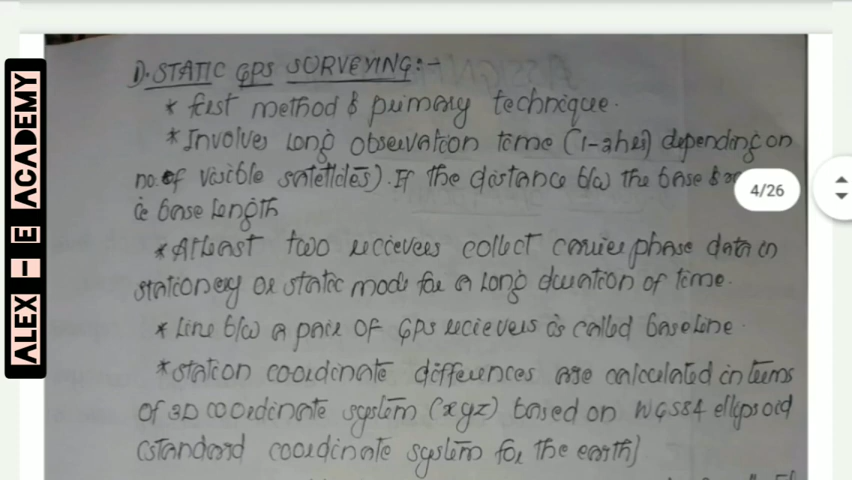 D. STATIC GPS SURVEYING:-
* first method & primary technique.
* Involves long observation time (1-2hrs) depending on
no. of visible satetldes). If the distance b/w the base &
ie base length
* Atleast two recievers collect carrier phase data in
stationery or static mode for a long duration of time.
* Line b/w a pair of GPS recievers is called baseline.
* station coordinate differences are calculated in terms
of 3D coordinate system (xyz) based on WGS84 ellipsoid
(standard coordinate system for the earth)
4/26
ALEX - E ACADEMY